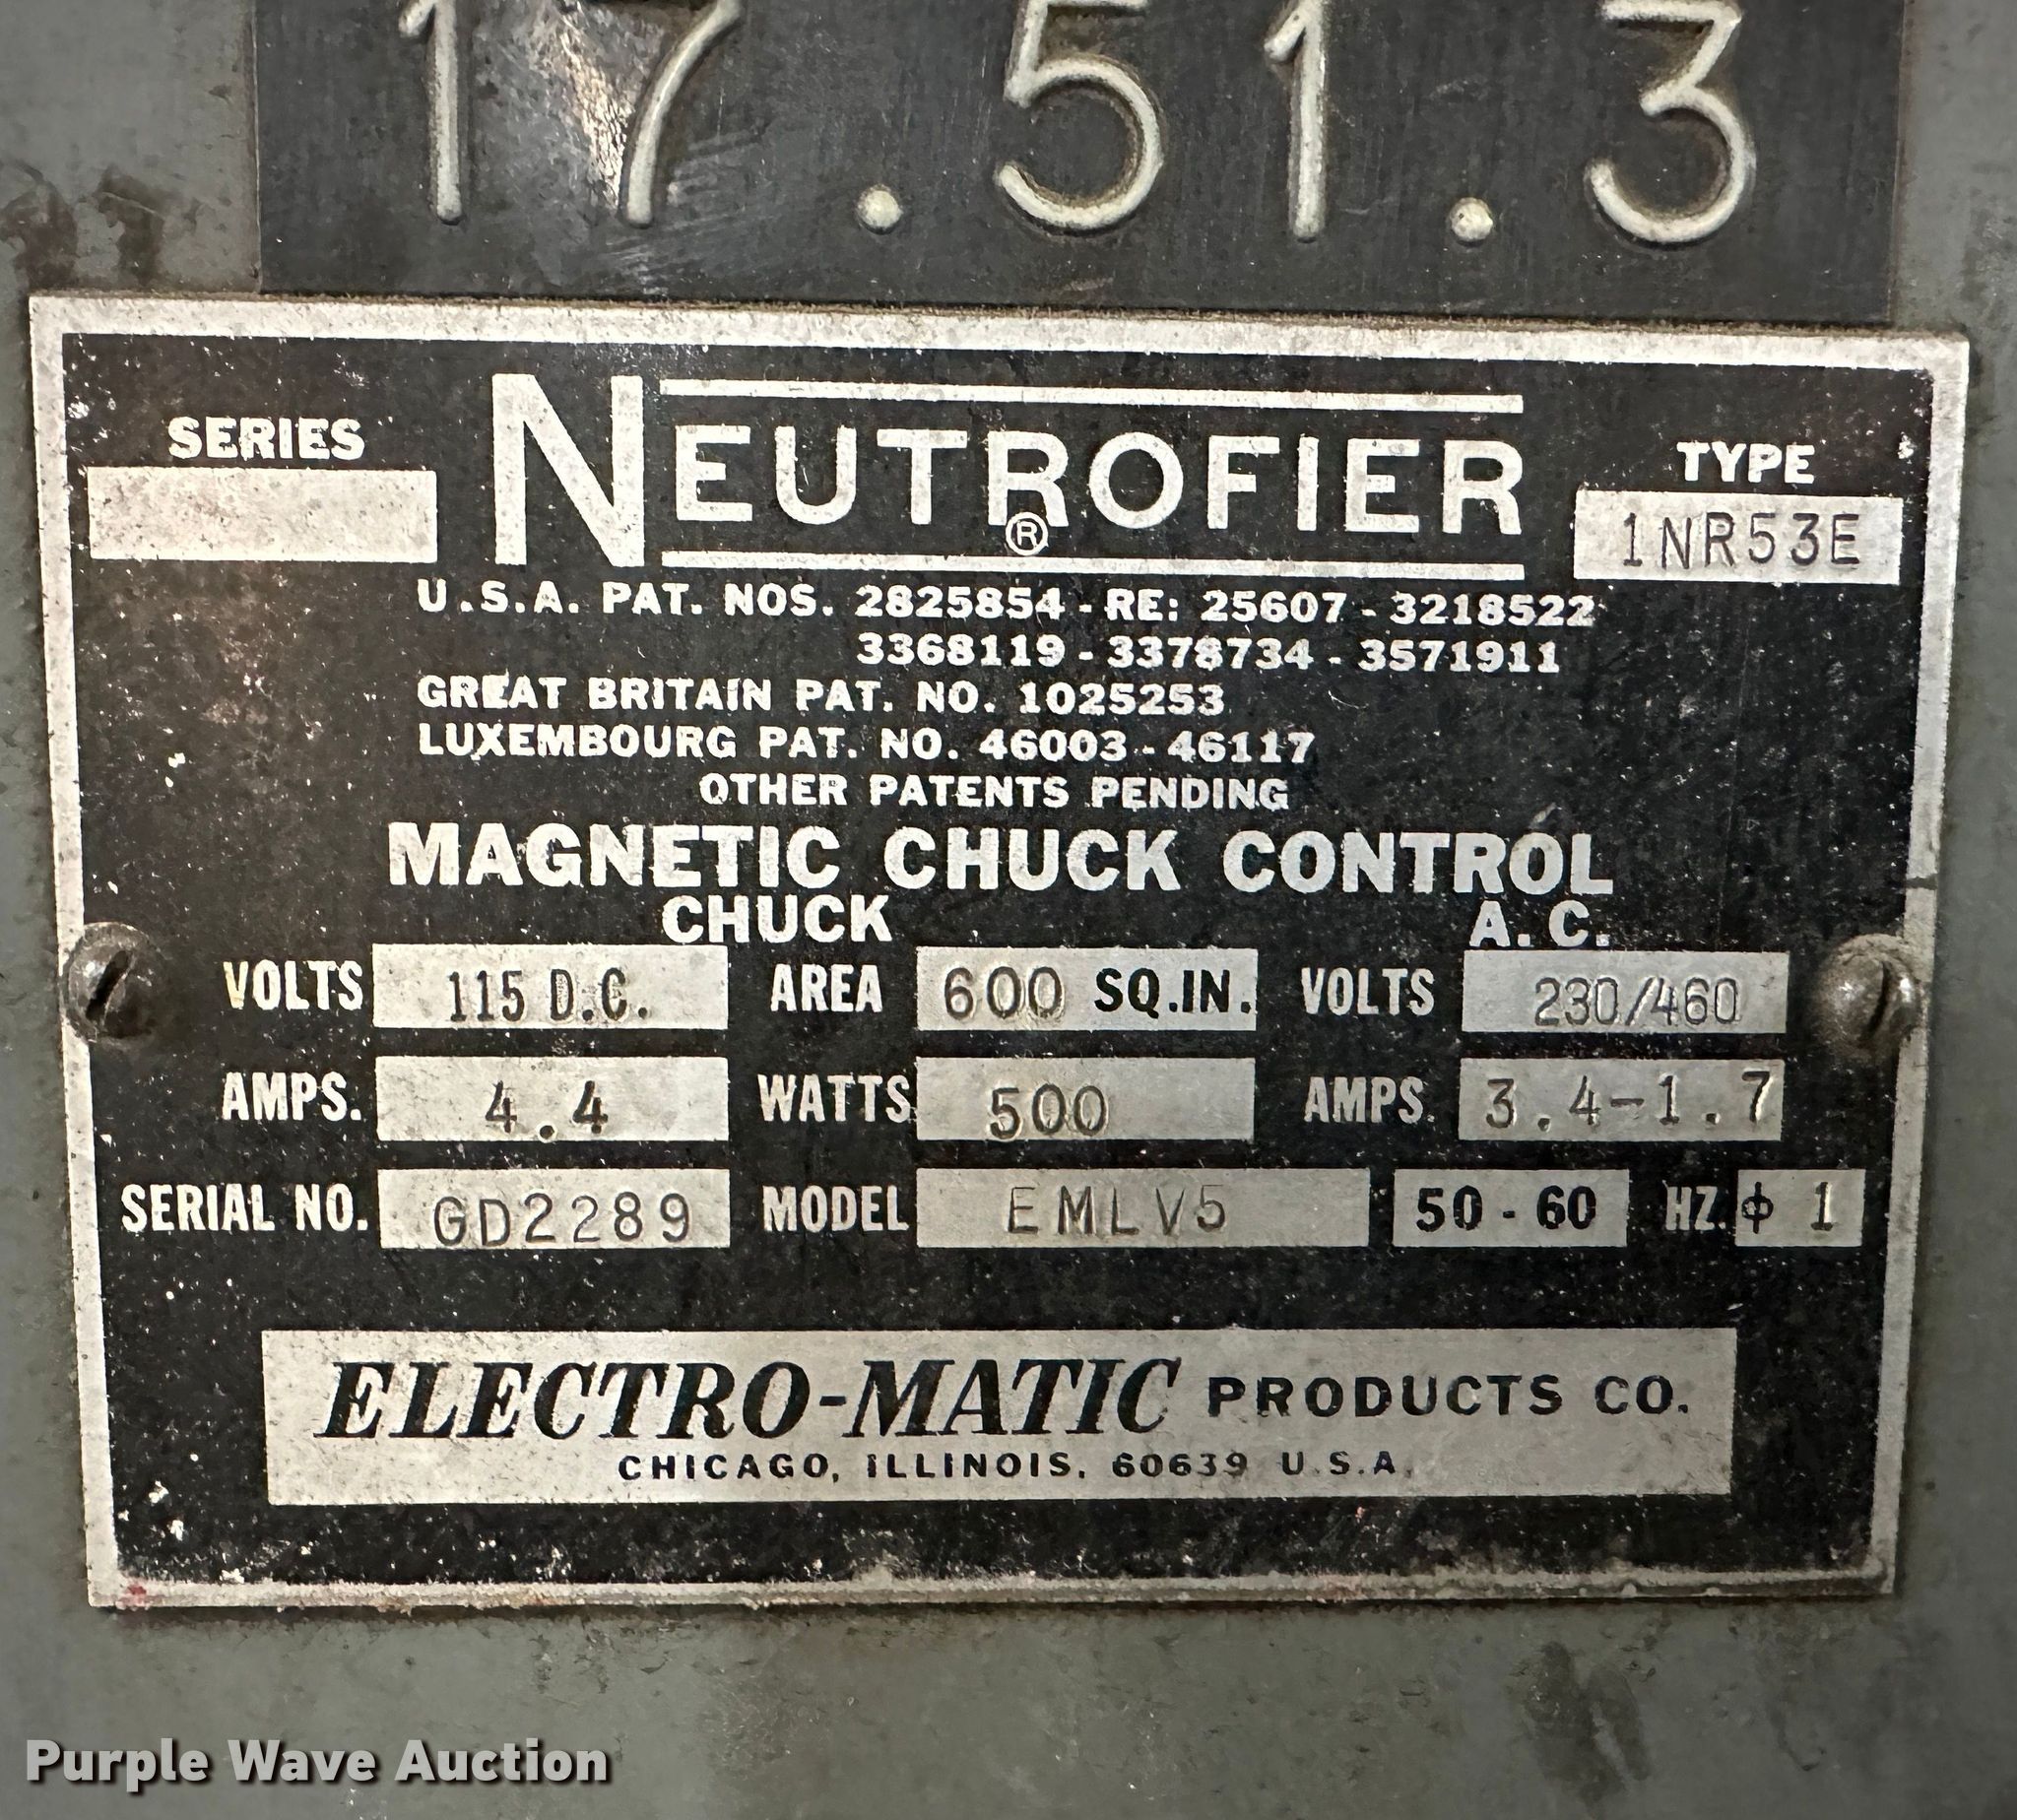 17.51.3
SERIES
NEUTROFIER ®
TYPE
1NR53E
U.S.A. PAT. NOS. 2825854 - RE: 25607 - 3218522
3368119 - 3378734 - 3571911
GREAT BRITAIN PAT. NO. 1025253
LUXEMBOURG PAT. NO. 46003 - 46117
OTHER PATENTS PENDING
MAGNETIC CHUCK CONTROL
CHUCK A.C.
VOLTS 115 D.C. AREA 600 SQ.IN. VOLTS 230/460
AMPS. 4.4 WATTS 500 AMPS. 3.4-1.7
SERIAL NO. GD2289 MODEL EMLV5 50 - 60 HZ. ϕ 1
ELECTRO-MATIC PRODUCTS CO.
CHICAGO, ILLINOIS, 60639 U.S.A.
Purple Wave Auction